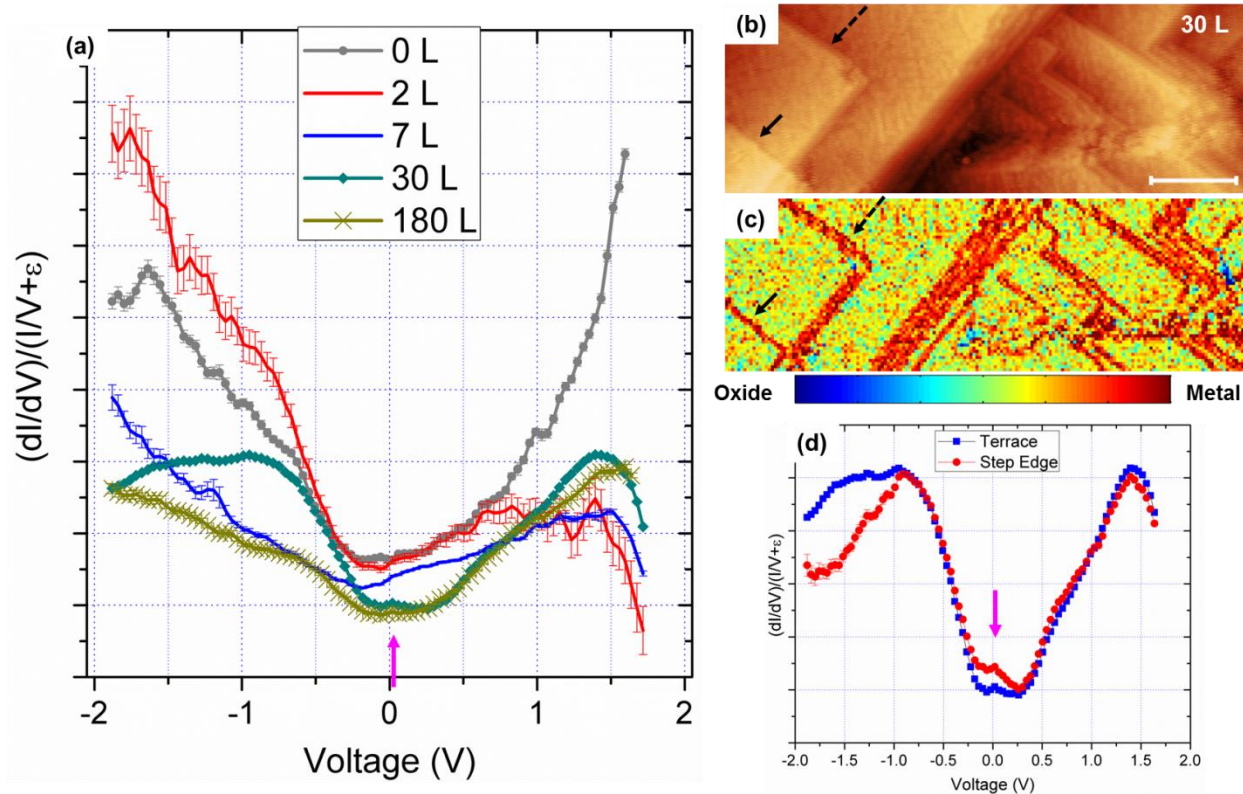 (a)
0 L
2 L
7 L
30 L
180 L
(dI/dV)/(I/V+ε)
-2 -1 0 1 2
Voltage (V)
(b)
30 L
(c)
Oxide Metal
(d)
Terrace
Step Edge
(dI/dV)/(I/V+ε)
-2.0 -1.5 -1.0 -0.5 0.0 0.5 1.0 1.5 2.0
Voltage (V)